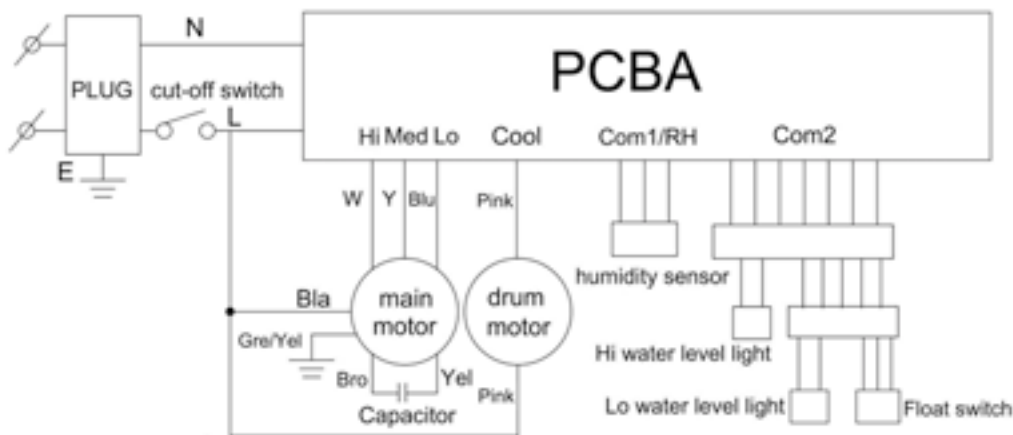 N
PCBA
PLUG
cut-off switch
L
E
Hi Med Lo
Cool
Com1/RH
Com2
W
Y
Blu
Pink
humidity sensor
Bla
main
motor
drum
motor
Gre/Yel
Hi water level light
Bro
Yel
Pink
Capacitor
Lo water level light
Float switch